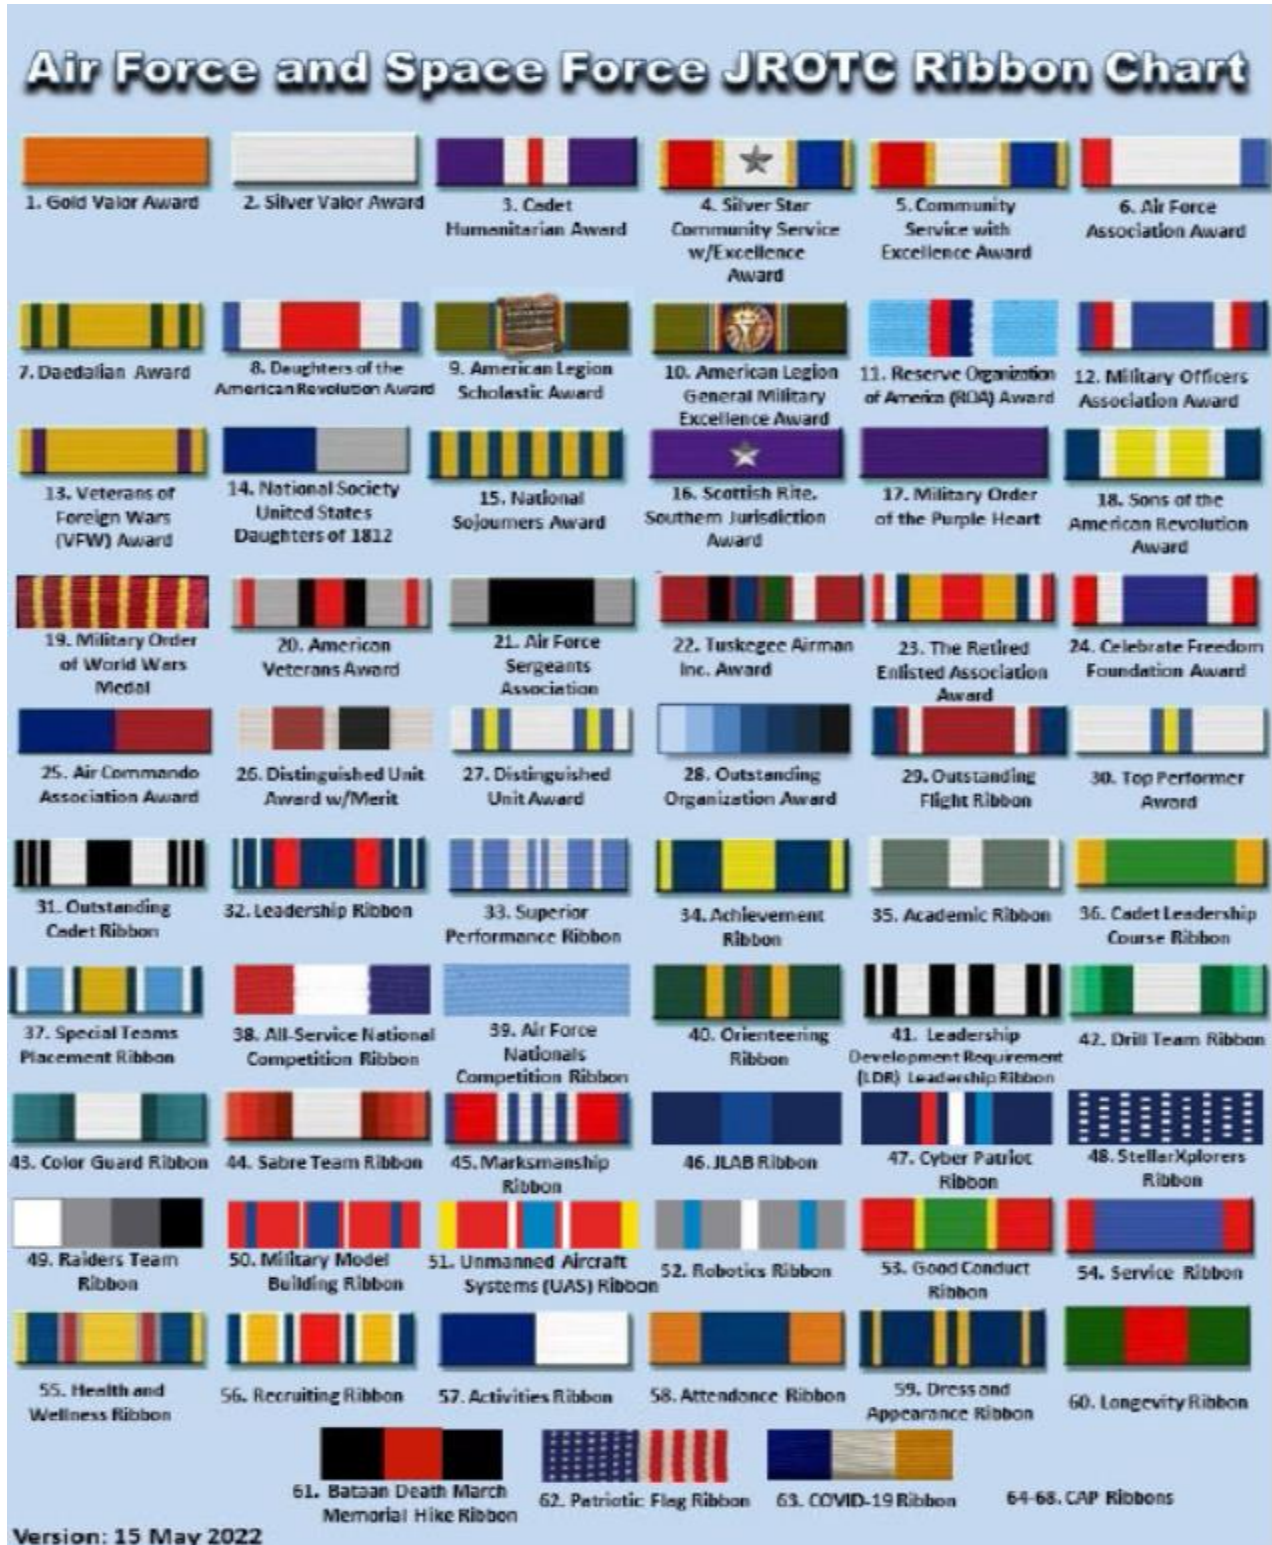 Air Force and Space Force JROTC Ribbon Chart
1. Gold Valor Award
2. Silver Valor Award
3. Cadet
Humanitarian Award
4. Silver Star
Community Service
w/Excellence
Award
5. Community
Service with
Excellence Award
6. Air Force
Association Award
7. Daedalian Award
8. Daughters of the
American Revolution Award
9. American Legion
Scholastic Award
10. American Legion
General Military
Excellence Award
11. Reserve Organization
of America (ROA) Award
12. Military Officers
Association Award
13. Veterans of
Foreign Wars
(VFW) Award
14. National Society
United States
Daughters of 1812
15. National
Sojourners Award
16. Scottish Rite,
Southern Jurisdiction
Award
17. Military Order
of the Purple Heart
18. Sons of the
American Revolution
Award
19. Military Order
of World Wars
Medal
20. American
Veterans Award
21. Air Force
Sergeants
Association
22. Tuskegee Airman
Inc. Award
23. The Retired
Enlisted Association
Award
24. Celebrate Freedom
Foundation Award
25. Air Commando
Association Award
26. Distinguished Unit
Award w/Merit
27. Distinguished
Unit Award
28. Outstanding
Organization Award
29. Outstanding
Flight Ribbon
30. Top Performer
Award
31. Outstanding
Cadet Ribbon
32. Leadership Ribbon
33. Superior
Performance Ribbon
34. Achievement
Ribbon
35. Academic Ribbon
36. Cadet Leadership
Course Ribbon
37. Special Teams
Placement Ribbon
38. All-Service National
Competition Ribbon
39. Air Force
Nationals
Competition Ribbon
40. Orienteering
Ribbon
41. Leadership
Development Requirement
(LDR) Leadership Ribbon
42. Drill Team Ribbon
43. Color Guard Ribbon
44. Sabre Team Ribbon
45. Marksmanship
Ribbon
46. JLAB Ribbon
47. Cyber Patriot
Ribbon
48. StellarXplorers
Ribbon
49. Raiders Team
Ribbon
50. Military Model
Building Ribbon
51. Unmanned Aircraft
Systems (UAS) Ribbon
52. Robotics Ribbon
53. Good Conduct
Ribbon
54. Service Ribbon
55. Health and
Wellness Ribbon
56. Recruiting Ribbon
57. Activities Ribbon
58. Attendance Ribbon
59. Dress and
Appearance Ribbon
60. Longevity Ribbon
61. Bataan Death March
Memorial Hike Ribbon
62. Patriotic Flag Ribbon
63. COVID-19 Ribbon
64-68. CAP Ribbons
Version: 15 May 2022